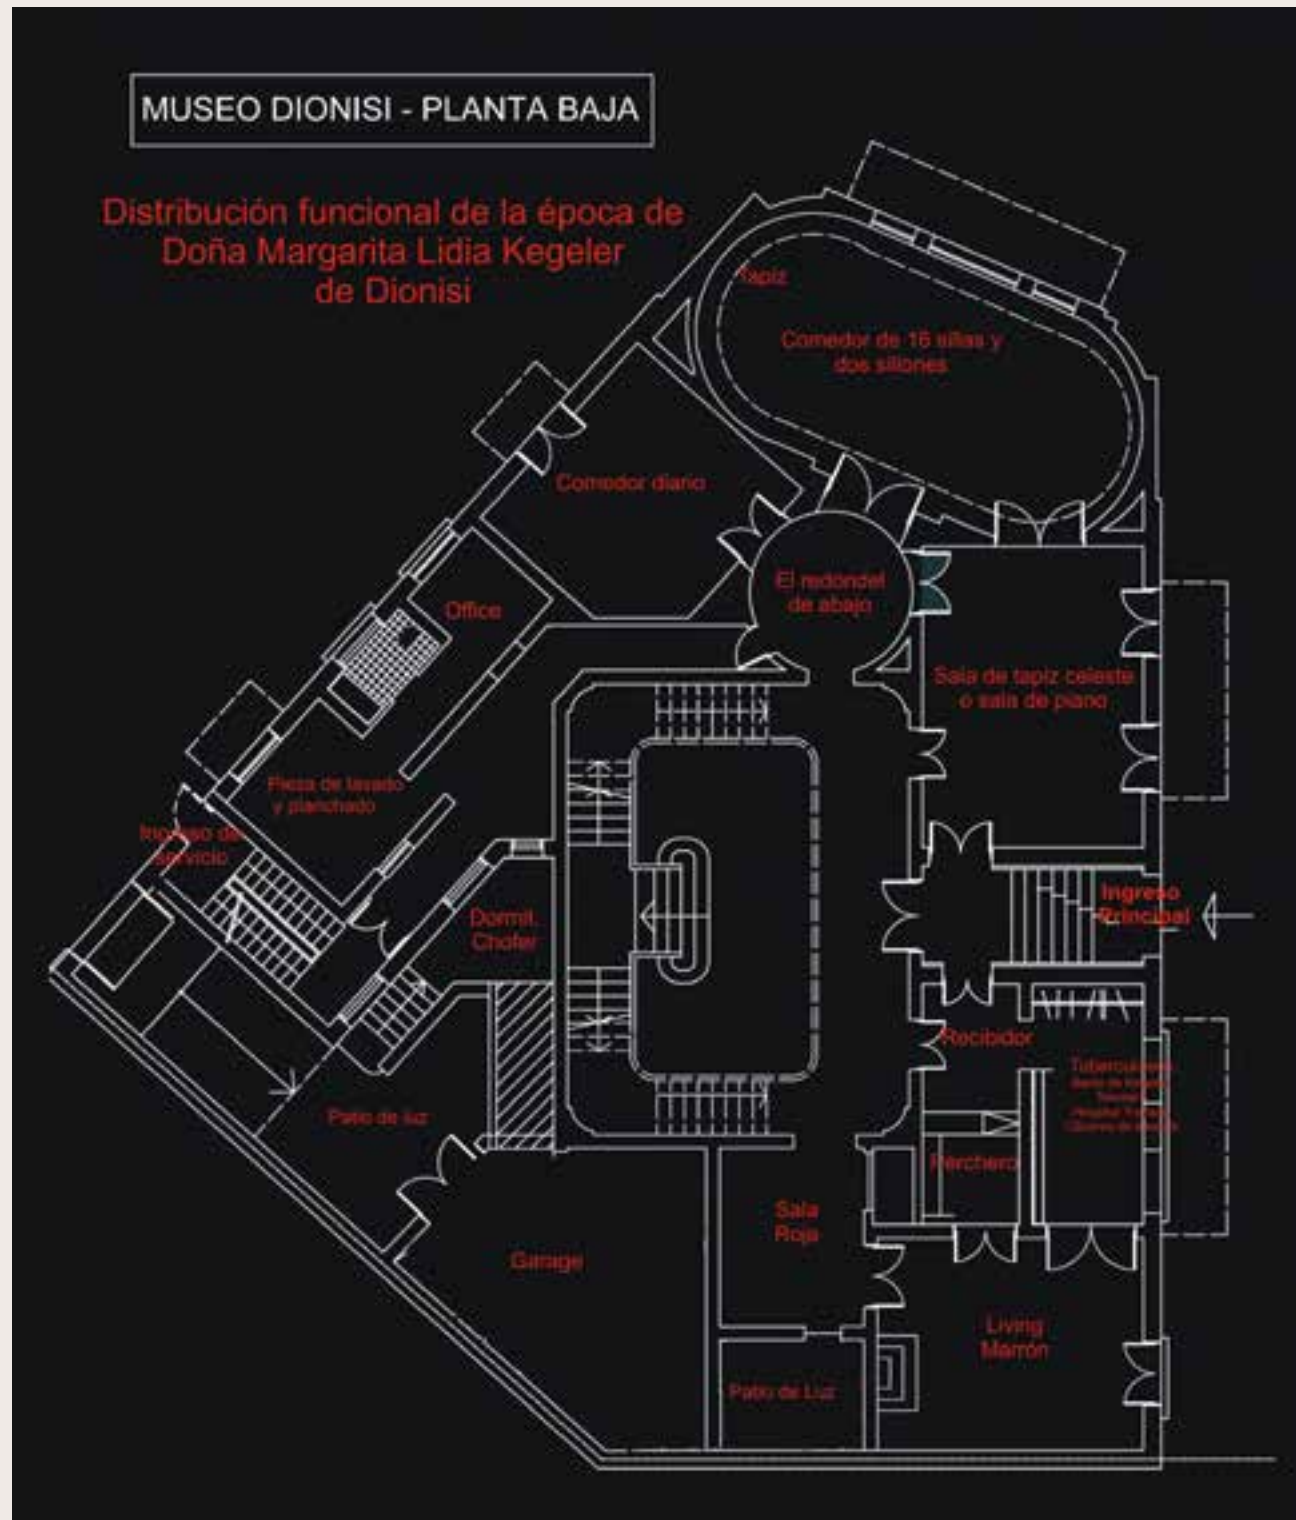 MUSEO DIONISI - PLANTA BAJA
Distribución funcional de la época de
Doña Margarita Lidia Kegeler
de Dionisi
Tapiz
Comedor de 16 sillas y
dos sillones
Comedor diario
El redondel
de abajo
Office
Sala de tapiz celeste
o sala de piano
Pieza de lavado
y planchado
Ingreso de
servicio
Dormit.
Chofer
Ingreso
Principal
Recibidor
Patio de luz
Perchero
Sala
Roja
Garage
Living
Marrón
Patio de Luz